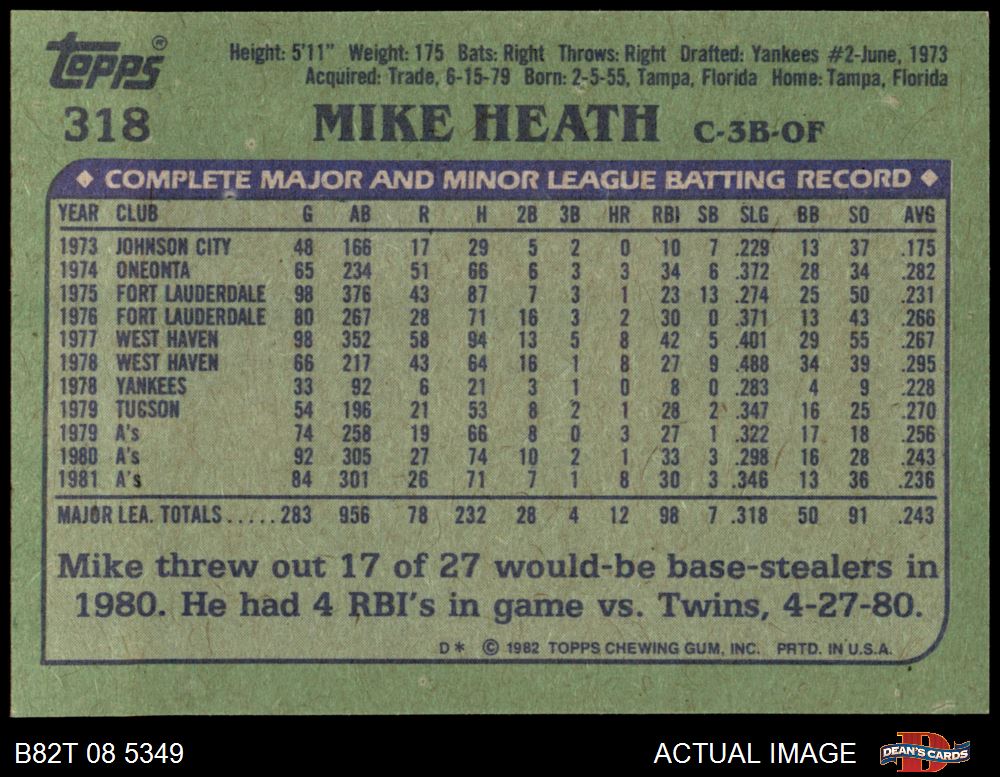 topps®
Height: 5'11" Weight: 175 Bats: Right Throws: Right Drafted: Yankees #2-June, 1973
Acquired: Trade, 6-15-79 Born: 2-5-55, Tampa, Florida Home: Tampa, Florida
318 MIKE HEATH C-3B-OF
◆ COMPLETE MAJOR AND MINOR LEAGUE BATTING RECORD ◆
YEAR CLUB G AB R H 2B 3B HR RBI SB SLG BB SO AVG
1973 JOHNSON CITY 48 166 17 29 5 2 0 10 7 .229 13 37 .175
1974 ONEONTA 65 234 51 66 6 3 3 34 6 .372 28 34 .282
1975 FORT LAUDERDALE 98 376 43 87 7 3 1 23 13 .274 25 50 .231
1976 FORT LAUDERDALE 80 267 28 71 16 3 2 30 0 .371 13 43 .266
1977 WEST HAVEN 98 352 58 94 13 5 8 42 5 .401 29 55 .267
1978 WEST HAVEN 66 217 43 64 16 1 8 27 9 .488 34 39 .295
1978 YANKEES 33 92 6 21 3 1 0 8 0 .283 4 9 .228
1979 TUGSON 54 196 21 53 8 2 1 28 2 .347 16 25 .270
1979 A's 74 258 19 66 8 0 3 27 1 .322 17 18 .256
1980 A's 92 305 27 74 10 2 1 33 3 .298 16 28 .243
1981 A's 84 301 26 71 7 1 8 30 3 .346 13 36 .236
MAJOR LEA. TOTALS.....283 956 78 232 28 4 12 98 7 .318 50 91 .243
Mike threw out 17 of 27 would-be base-stealers in
1980. He had 4 RBI's in game vs. Twins, 4-27-80.
D* © 1982 TOPPS CHEWING GUM, INC. PRTD. IN U.S.A.
B82T 08 5349 ACTUAL IMAGE DEAN'S CARDS